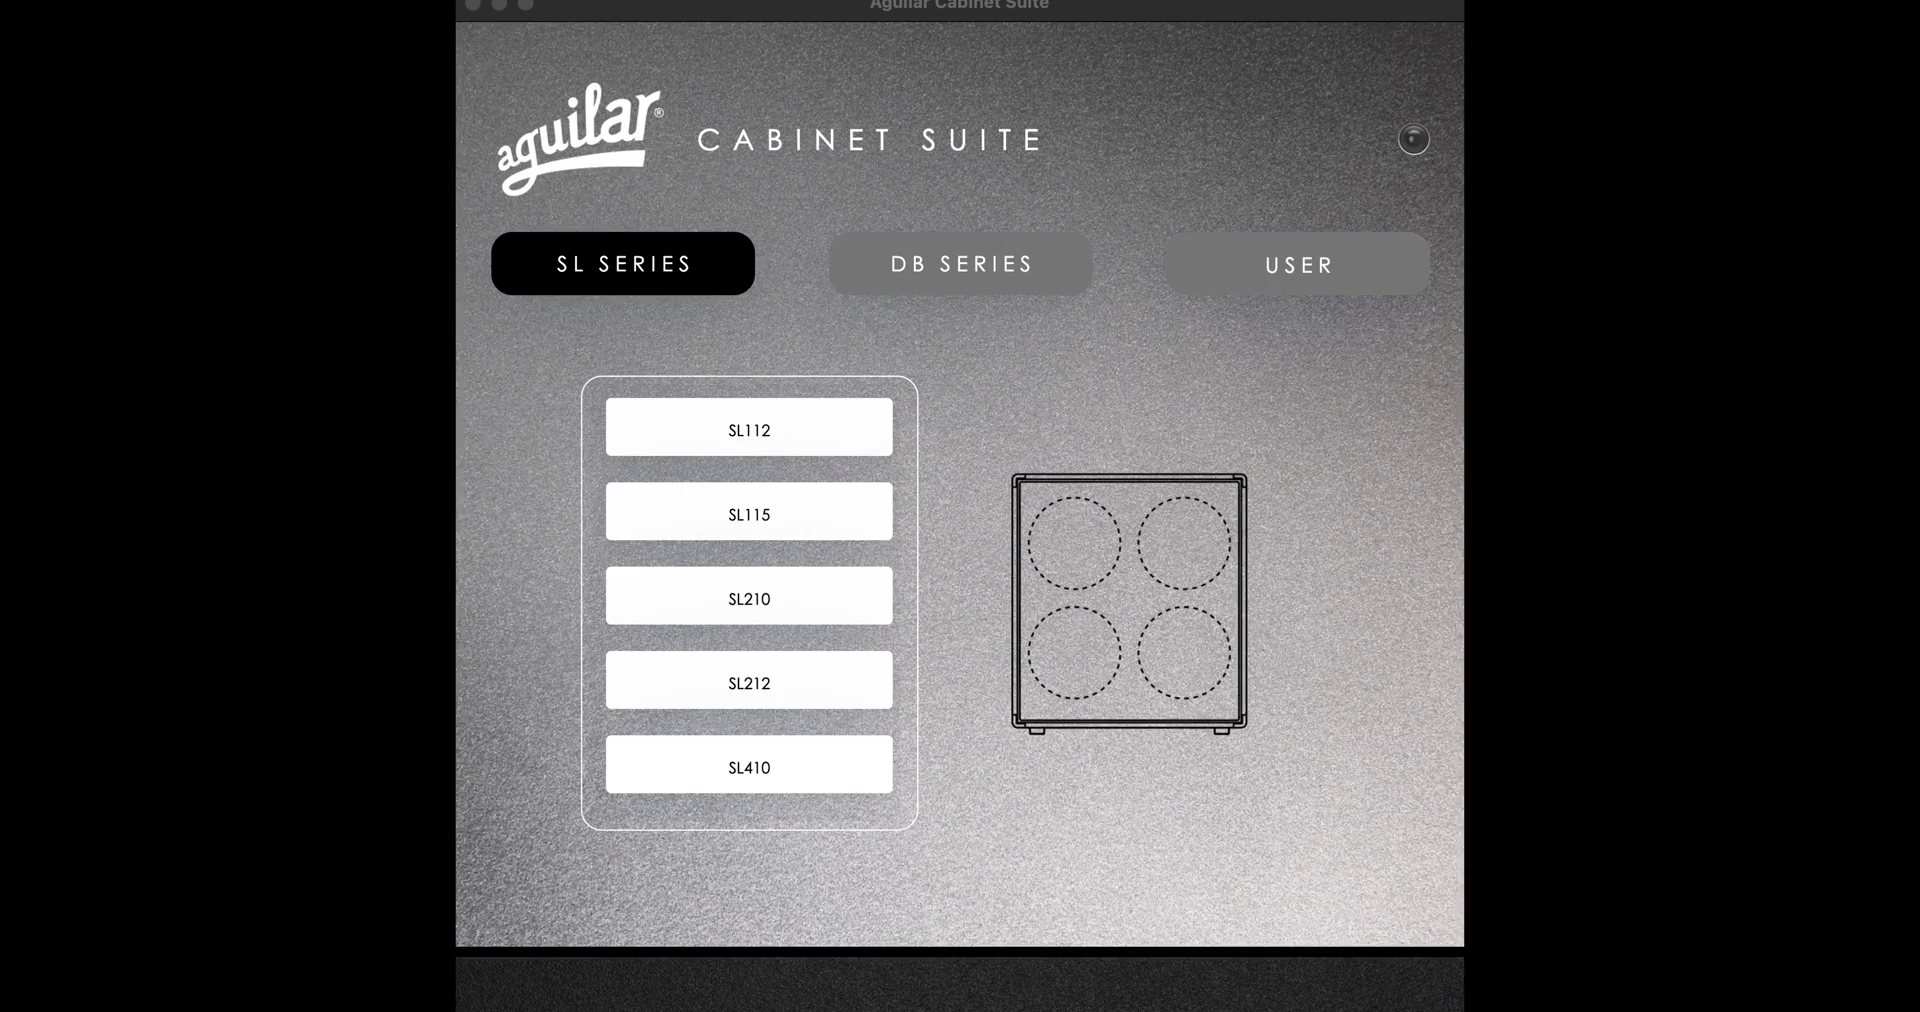 Aguilar Cabinet Suite
aguilar®
CABINET SUITE
SL SERIES
DB SERIES
USER
SL112
SL115
SL210
SL212
SL410